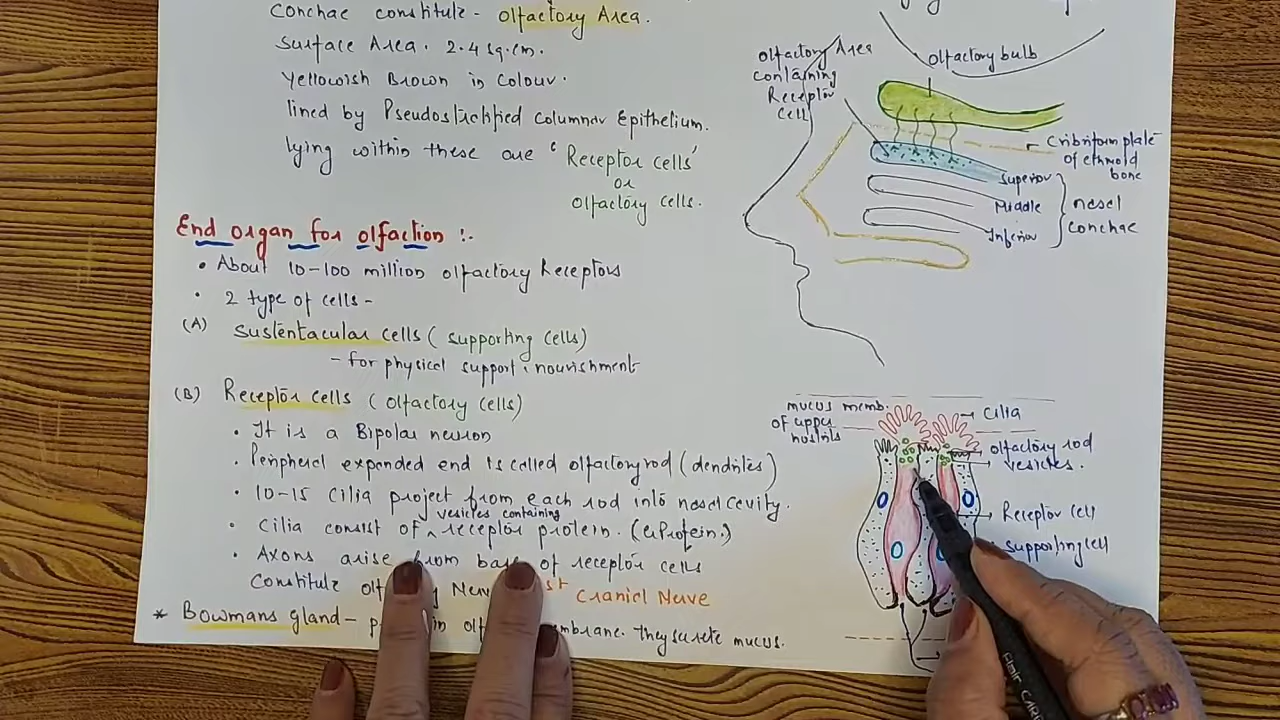 Conchae constitute - Olfactory Area.
Surface Area. 2.4 sq.cm.
Yellowish Brown in Colour.
lined by Pseudostratified Columnar Epithelium.
lying within these are 'Receptor cells'
or
olfactory cells.
End organ for olfaction :-
• About 10-100 million olfactory Receptors
• 2 type of cells -
(A) Sustentacular cells (supporting cells)
- for physical support & nourishment
(B) Receptor cells (olfactory cells)
• It is a Bipolar neuron
• Peripheral expanded end is called olfactory rod (dendrites)
• 10-15 Cilia project from each rod into nasal cavity.
vesicles containing
• Cilia consist of ^ receptor protein. (G Protein.)
• Axons arise from base of receptor cells
Constitute Nerve Ist Cranial Nerve
* Bowmans gland - in They secrete mucus.
olfactory Area
containing
Receptor
Cell
olfactory bulb
Cribriform plate
of ethmoid
bone
Superior
Middle
Inferior
nasal
conchae
mucus memb.
of upper
nostrils
Cilia
olfactory rod
vesicles.
Receptor cell
supporting cell
Flair